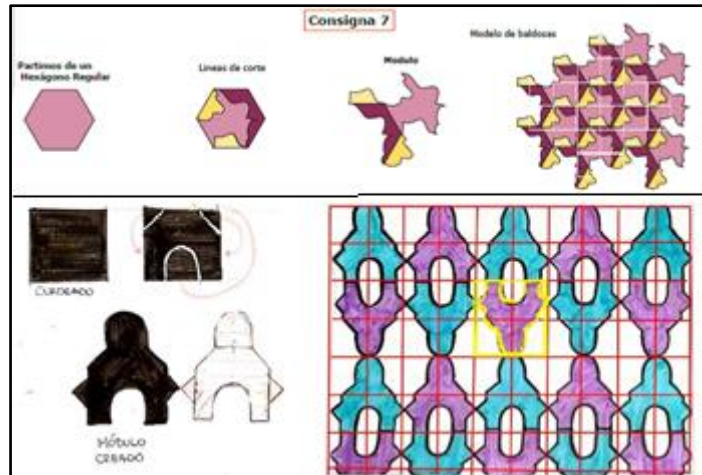 Consigna 7
Partimos de un
Hexágono Regular
Lineas de corte
Modulo
Modelo de baldosas
CUADRADO
MÓDULO
CREADO